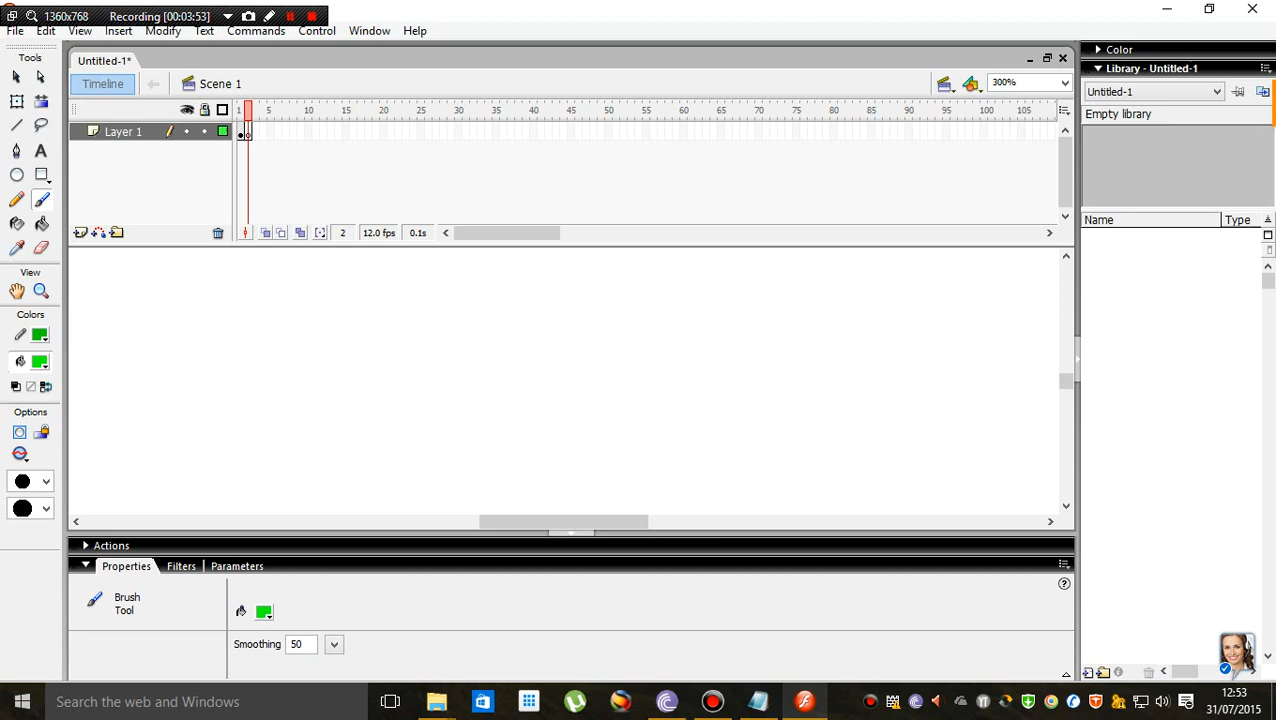 1360x768 Recording [00:03:53]
File Edit View Insert Modify Text Commands Control Window Help
Tools
Untitled-1*
Timeline Scene 1 300%
1 5 10 15 20 25 30 35 40 45 50 55 60 65 70 75 80 85 90 95 100 105
Layer 1
2 12.0 fps 0.1s
View
Colors
Options
Actions
Properties Filters Parameters
Brush
Tool
Smoothing 50
Color
Library - Untitled-1
Untitled-1
Empty library
Name Type
Search the web and Windows
12:53
31/07/2015